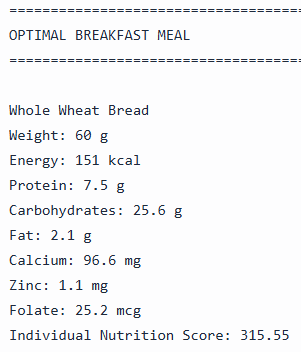 ====================================
OPTIMAL BREAKFAST MEAL
====================================
Whole Wheat Bread
Weight: 60 g
Energy: 151 kcal
Protein: 7.5 g
Carbohydrates: 25.6 g
Fat: 2.1 g
Calcium: 96.6 mg
Zinc: 1.1 mg
Folate: 25.2 mcg
Individual Nutrition Score: 315.55